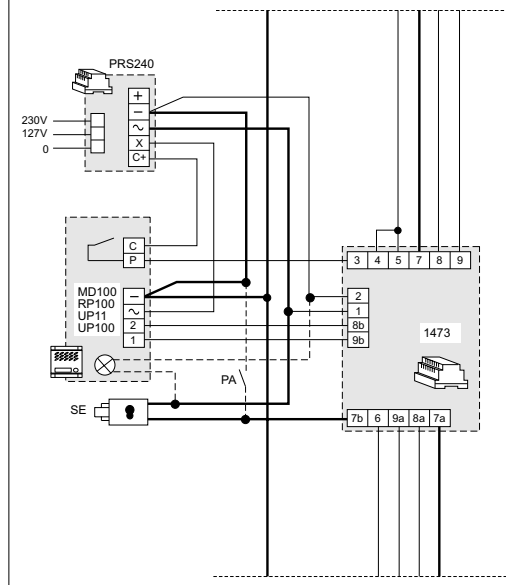 PRS240
+
−
~
X
C+
230V
127V
0
C
P
MD100
RP100
UP11
UP100
−
~
2
1
3 4 5 7 8 9
2
1
8b
9b
1473
PA
SE
7b 6 9a 8a 7a